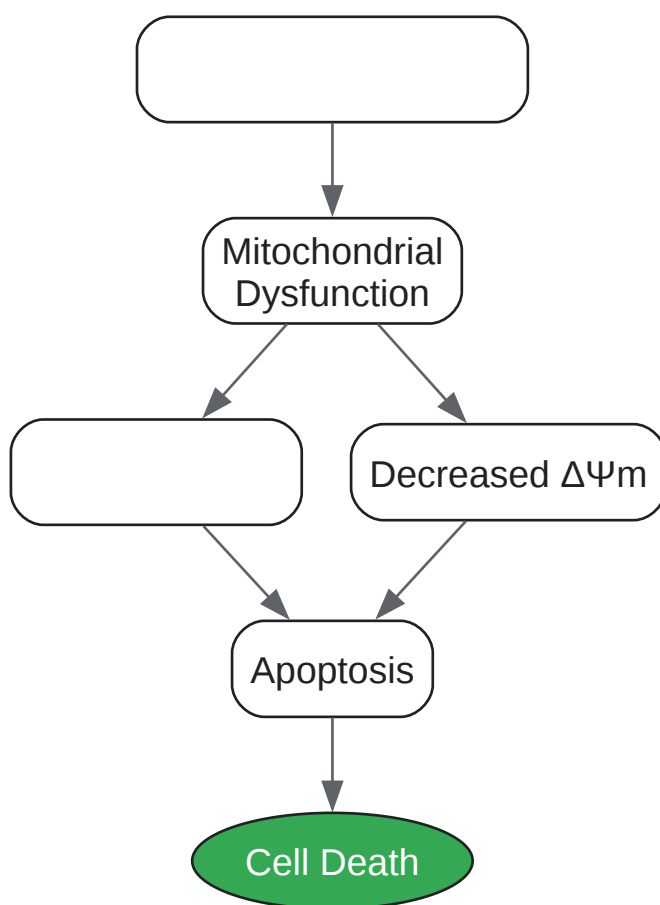 Mitochondrial
Dysfunction
Decreased ΔΨm
Apoptosis
Cell Death